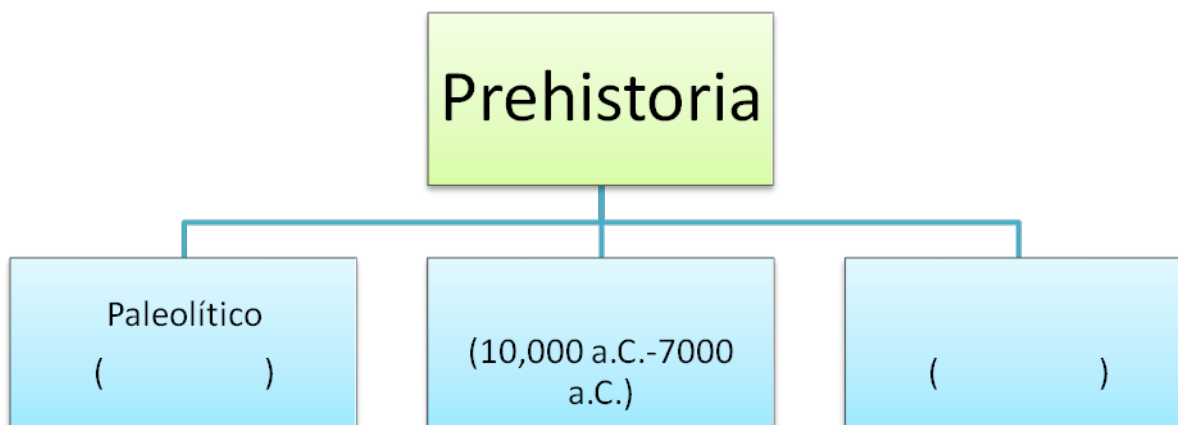 Prehistoria
Paleolítico
(                )
(10,000 a.C.-7000
a.C.)
(                )